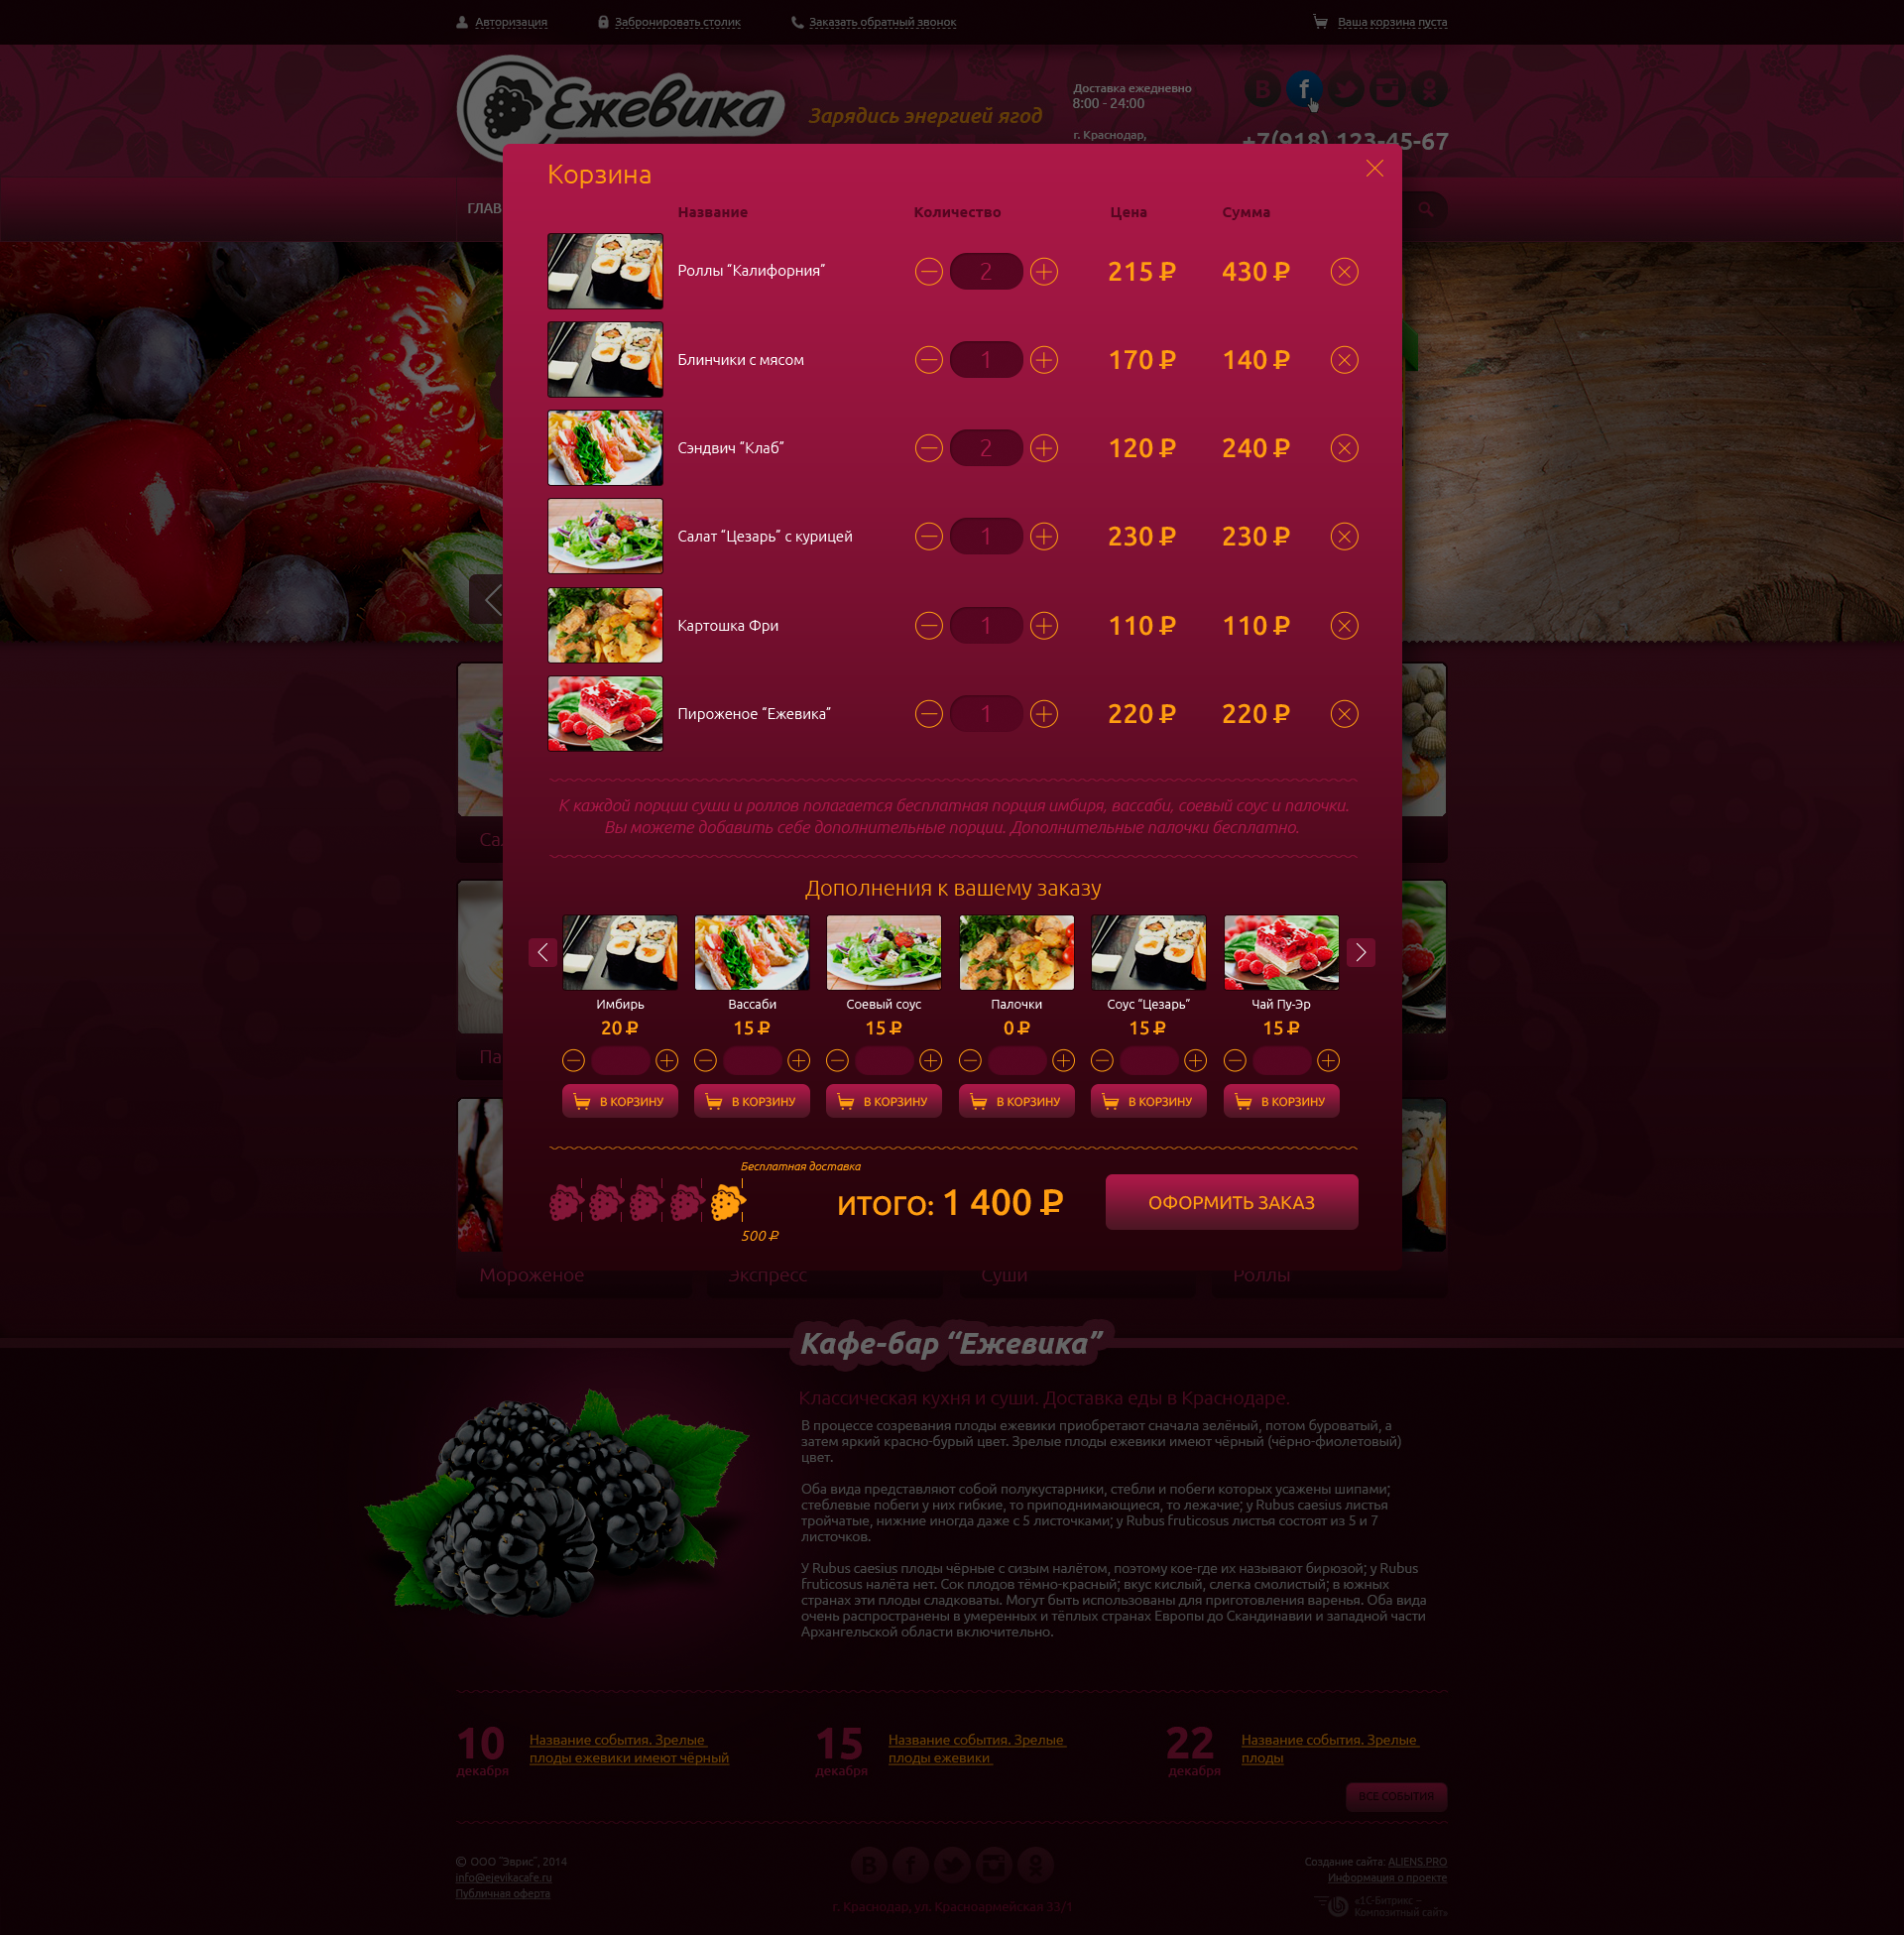 Авторизация
Забронировать столик
Заказать обратный звонок
Ваша корзина пуста
Ежевика
Зарядись энергией ягод
Доставка ежедневно
8:00 - 24:00
г. Краснодар,
+7(918) 123-45-67
ГЛАВ
Корзина
Название Количество Цена Сумма
Роллы “Калифорния” 2 215 ₽ 430 ₽
Блинчики с мясом 1 170 ₽ 140 ₽
Сэндвич “Клаб” 2 120 ₽ 240 ₽
Салат “Цезарь” с курицей 1 230 ₽ 230 ₽
Картошка Фри 1 110 ₽ 110 ₽
Пироженое “Ежевика” 1 220 ₽ 220 ₽
К каждой порции суши и роллов полагается бесплатная порция имбиря, вассаби, соевый соус и палочки.
Вы можете добавить себе дополнительные порции. Дополнительные палочки бесплатно.
Дополнения к вашему заказу
Имбирь Вассаби Соевый соус Палочки Соус “Цезарь” Чай Пу-Эр
20 ₽ 15 ₽ 15 ₽ 0 ₽ 15 ₽ 15 ₽
В КОРЗИНУ В КОРЗИНУ В КОРЗИНУ В КОРЗИНУ В КОРЗИНУ В КОРЗИНУ
Бесплатная доставка
ИТОГО: 1 400 ₽
ОФОРМИТЬ ЗАКАЗ
500 ₽
Сал
Па
Мороженое Экспресс Суши Роллы
Кафе-бар “Ежевика”
Классическая кухня и суши. Доставка еды в Краснодаре.
В процессе созревания плоды ежевики приобретают сначала зелёный, потом буроватый, а
затем яркий красно-бурый цвет. Зрелые плоды ежевики имеют чёрный (чёрно-фиолетовый)
цвет.
Оба вида представляют собой полукустарники, стебли и побеги которых усажены шипами;
стеблевые побеги у них гибкие, то приподнимающиеся, то лежачие; у Rubus caesius листья
тройчатые, нижние иногда даже с 5 листочками; у Rubus fruticosus листья состоят из 5 и 7
листочков.
У Rubus caesius плоды чёрные с сизым налётом, поэтому кое-где их называют бирюзой; у Rubus
fruticosus налёта нет. Сок плодов тёмно-красный; вкус кислый, слегка смолистый; в южных
странах эти плоды сладковаты. Могут быть использованы для приготовления варенья. Оба вида
очень распространены в умеренных и тёплых странах Европы до Скандинавии и западной части
Архангельской области включительно.
10 декабря
Название события. Зрелые
плоды ежевики имеют чёрный
15 декабря
Название события. Зрелые
плоды ежевики
22 декабря
Название события. Зрелые
плоды
ВСЕ СОБЫТИЯ
© ООО “Эврис”, 2014
info@ejevikacafe.ru
Публичная оферта
г. Краснодар, ул. Красноармейская 33/1
Создание сайта: ALIENS.PRO
Информация о проекте
«1С-Битрикс –
Композитный сайт»